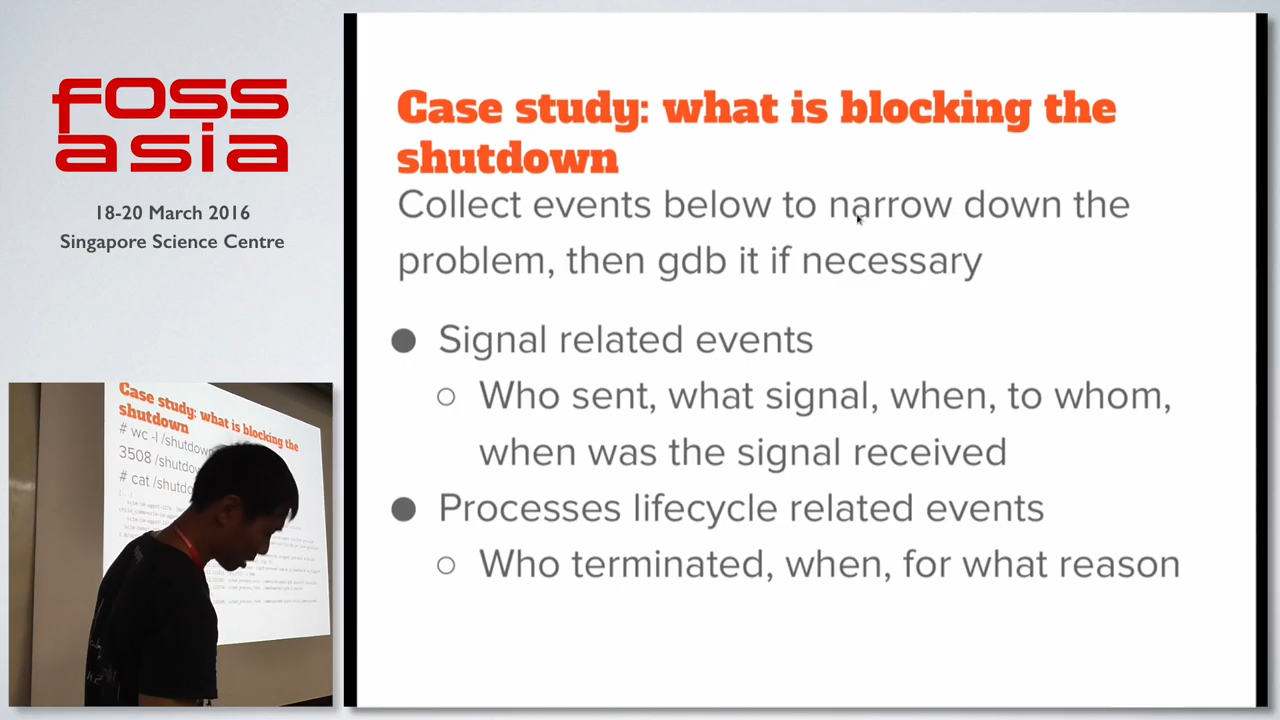 foss
asia
18-20 March 2016
Singapore Science Centre
Case study: what is blocking the
shutdown
Collect events below to narrow down the
problem, then gdb it if necessary
● Signal related events
○ Who sent, what signal, when, to whom,
when was the signal received
● Processes lifecycle related events
○ Who terminated, when, for what reason
Case study: what is blocking the
shutdown
# wc -l /shutdown
3508 /shutdow
# cat /shutdo